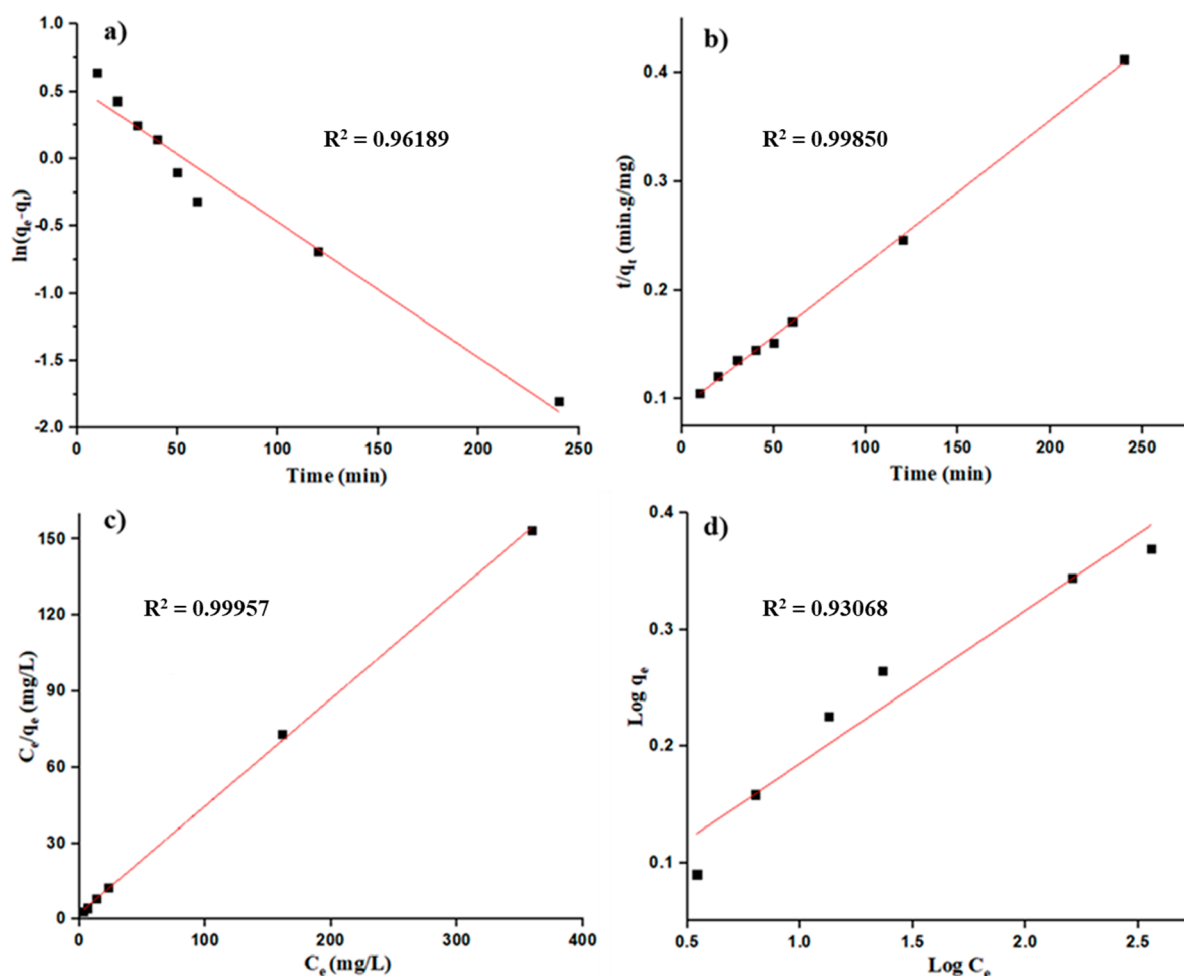 a)
R² = 0.96189
1.0
0.5
0.0
-0.5
-1.0
-1.5
-2.0
ln(qₑ-qₜ)
0
50
100
150
200
250
Time (min)
b)
R² = 0.99850
0.4
0.3
0.2
0.1
t/qₜ (min.g/mg)
0
50
100
150
200
250
Time (min)
c)
R² = 0.99957
150
120
90
60
30
0
Cₑ/qₑ (mg/L)
0
100
200
300
400
Cₑ (mg/L)
d)
R² = 0.93068
0.4
0.3
0.2
0.1
Log qₑ
0.5
1.0
1.5
2.0
2.5
Log Cₑ